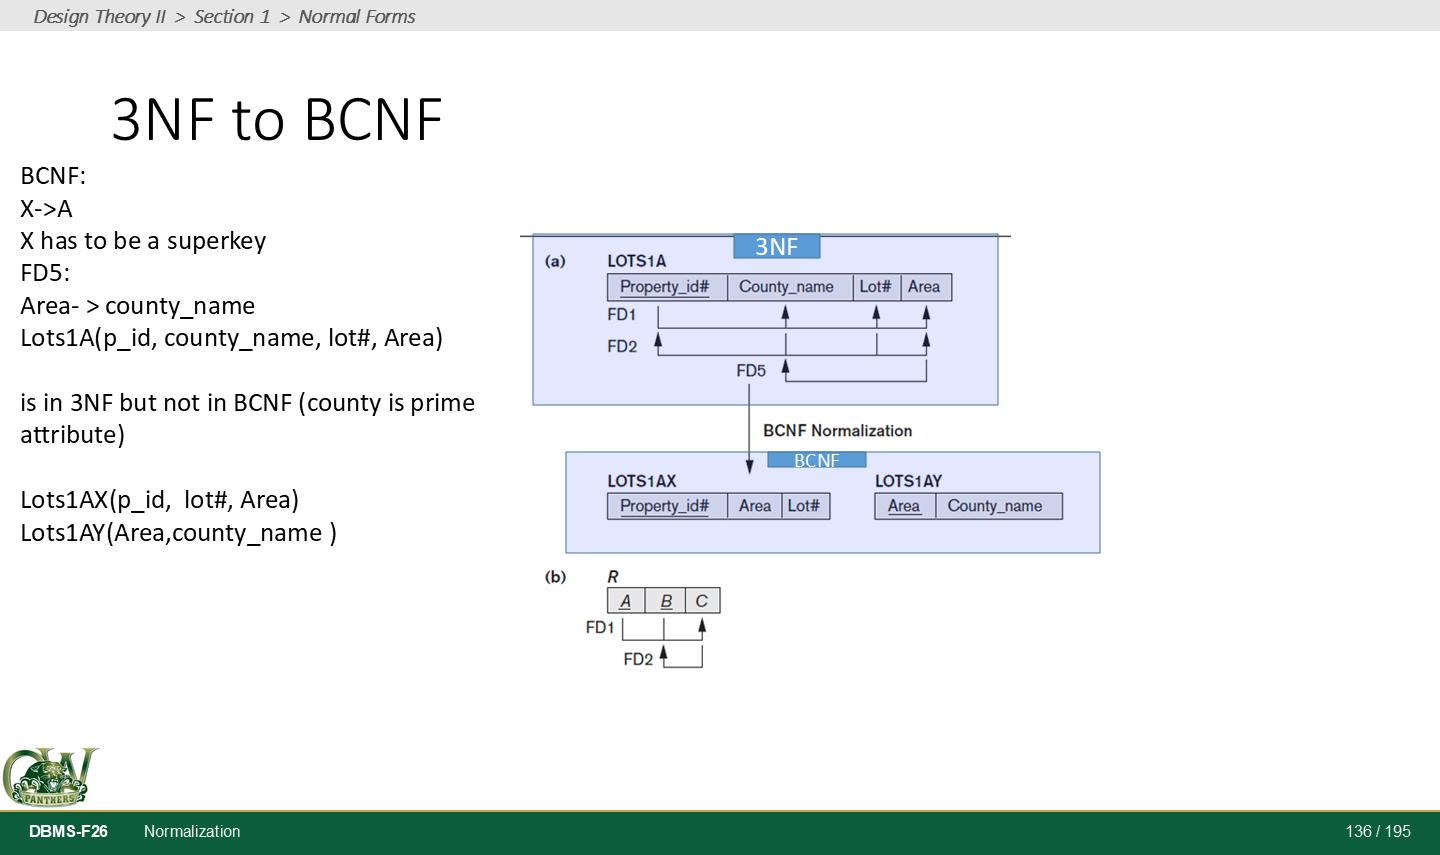 Design Theory II > Section 1 > Normal Forms
3NF to BCNF
BCNF:
X->A
X has to be a superkey
FD5:
Area- > county_name
Lots1A(p_id, county_name, lot#, Area)
is in 3NF but not in BCNF (county is prime
attribute)
Lots1AX(p_id, lot#, Area)
Lots1AY(Area,county_name )
3NF
(a) LOTS1A
Property_id# County_name Lot# Area
FD1
FD2
FD5
BCNF Normalization
BCNF
LOTS1AX LOTS1AY
Property_id# Area Lot# Area County_name
(b) R
A B C
FD1
FD2
CW
PANTHERS
DBMS-F26 Normalization 136 / 195